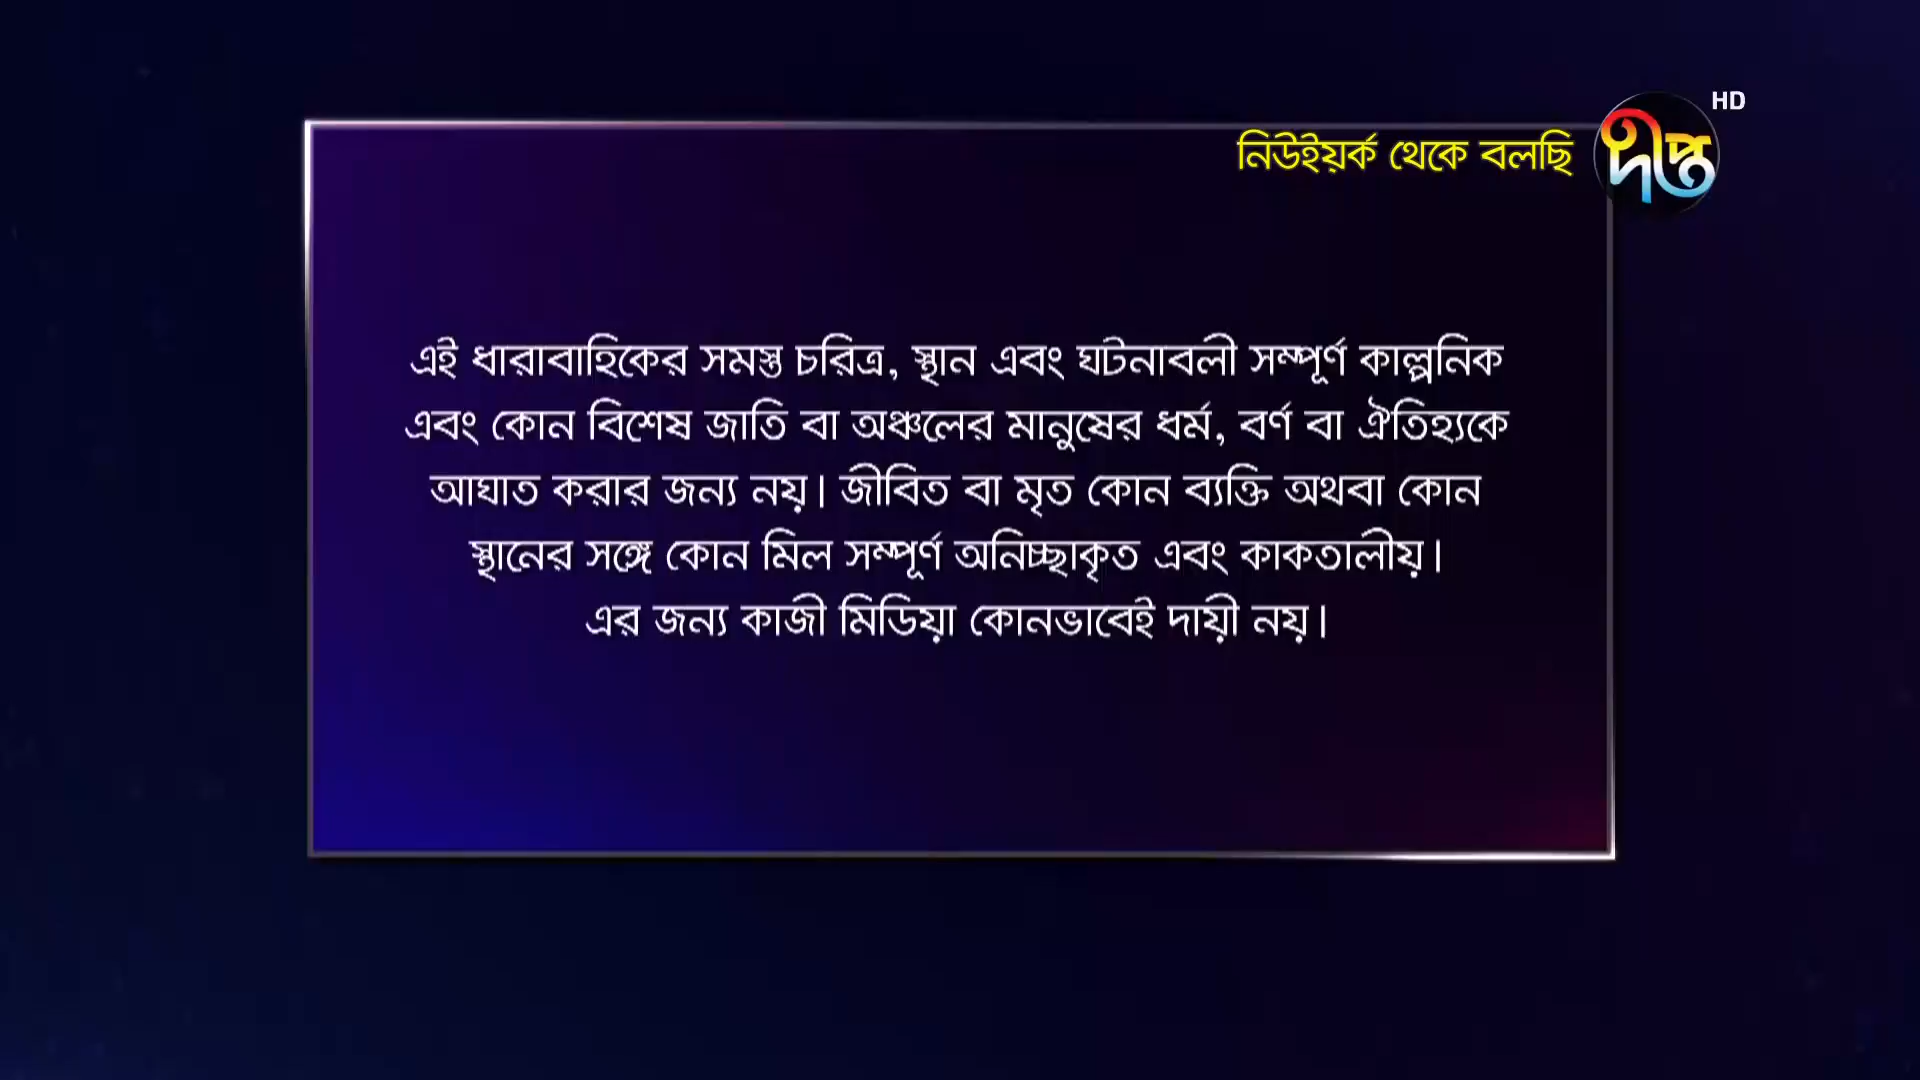 HD
নিউইয়র্ক থেকে বলছি
দীপ্ত
এই ধারাবাহিকের সমস্ত চরিত্র, স্থান এবং ঘটনাবলী সম্পূর্ণ কাল্পনিক
এবং কোন বিশেষ জাতি বা অঞ্চলের মানুষের ধর্ম, বর্ণ বা ঐতিহ্যকে
আঘাত করার জন্য নয়। জীবিত বা মৃত কোন ব্যক্তি অথবা কোন
স্থানের সঙ্গে কোন মিল সম্পূর্ণ অনিচ্ছাকৃত এবং কাকতালীয়।
এর জন্য কাজী মিডিয়া কোনভাবেই দায়ী নয়।